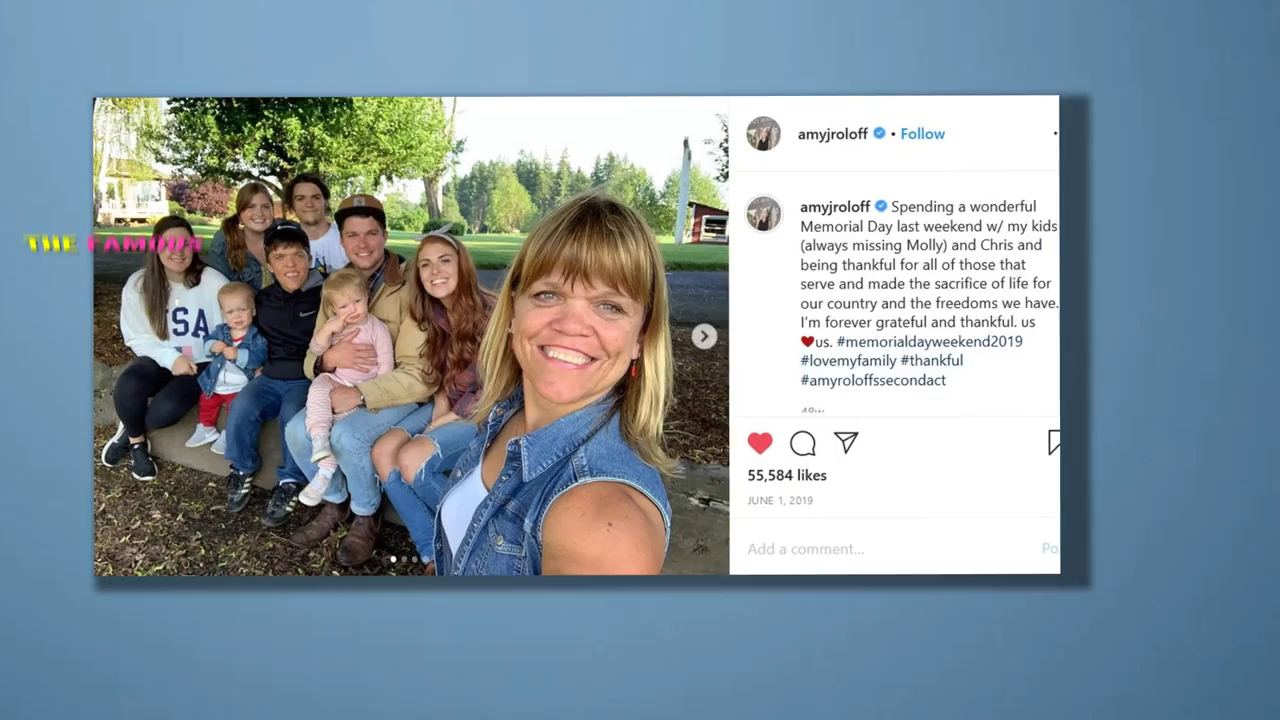 THE FAMOUS
USA
amyjroloff • Follow
amyjroloff Spending a wonderful
Memorial Day last weekend w/ my kids
(always missing Molly) and Chris and
being thankful for all of those that
serve and made the sacrifice of life for
our country and the freedoms we have.
I'm forever grateful and thankful. us
❤us. #memorialdayweekend2019
#lovemyfamily #thankful
#amyroloffssecondact
55,584 likes
JUNE 1, 2019
Add a comment...
Po